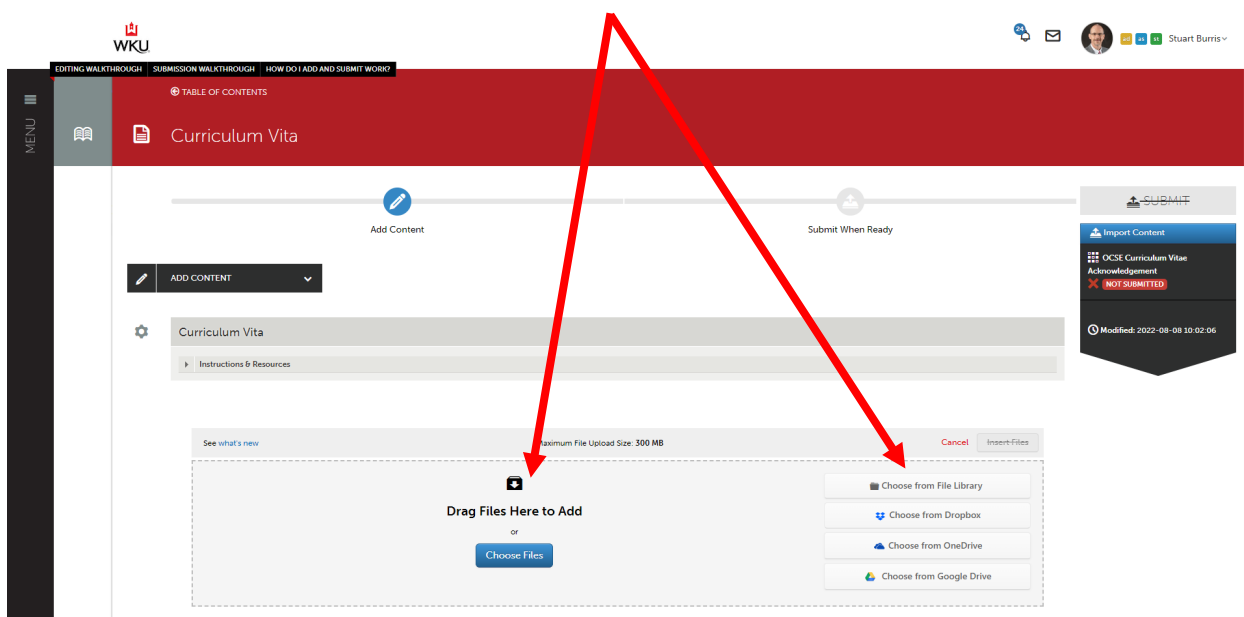 WKU
24
ad as st Stuart Burris
EDITING WALKTHROUGH SUBMISSION WALKTHROUGH HOW DO I ADD AND SUBMIT WORK?
MENU
TABLE OF CONTENTS
Curriculum Vita
Add Content
Submit When Ready
SUBMIT
Import Content
OCSE Curriculum Vitae
Acknowledgement
NOT SUBMITTED
Modified: 2022-08-08 10:02:06
ADD CONTENT
Curriculum Vita
Instructions & Resources
See what's new
Maximum File Upload Size: 300 MB
Cancel
Insert Files
Drag Files Here to Add
or
Choose Files
Choose from File Library
Choose from Dropbox
Choose from OneDrive
Choose from Google Drive